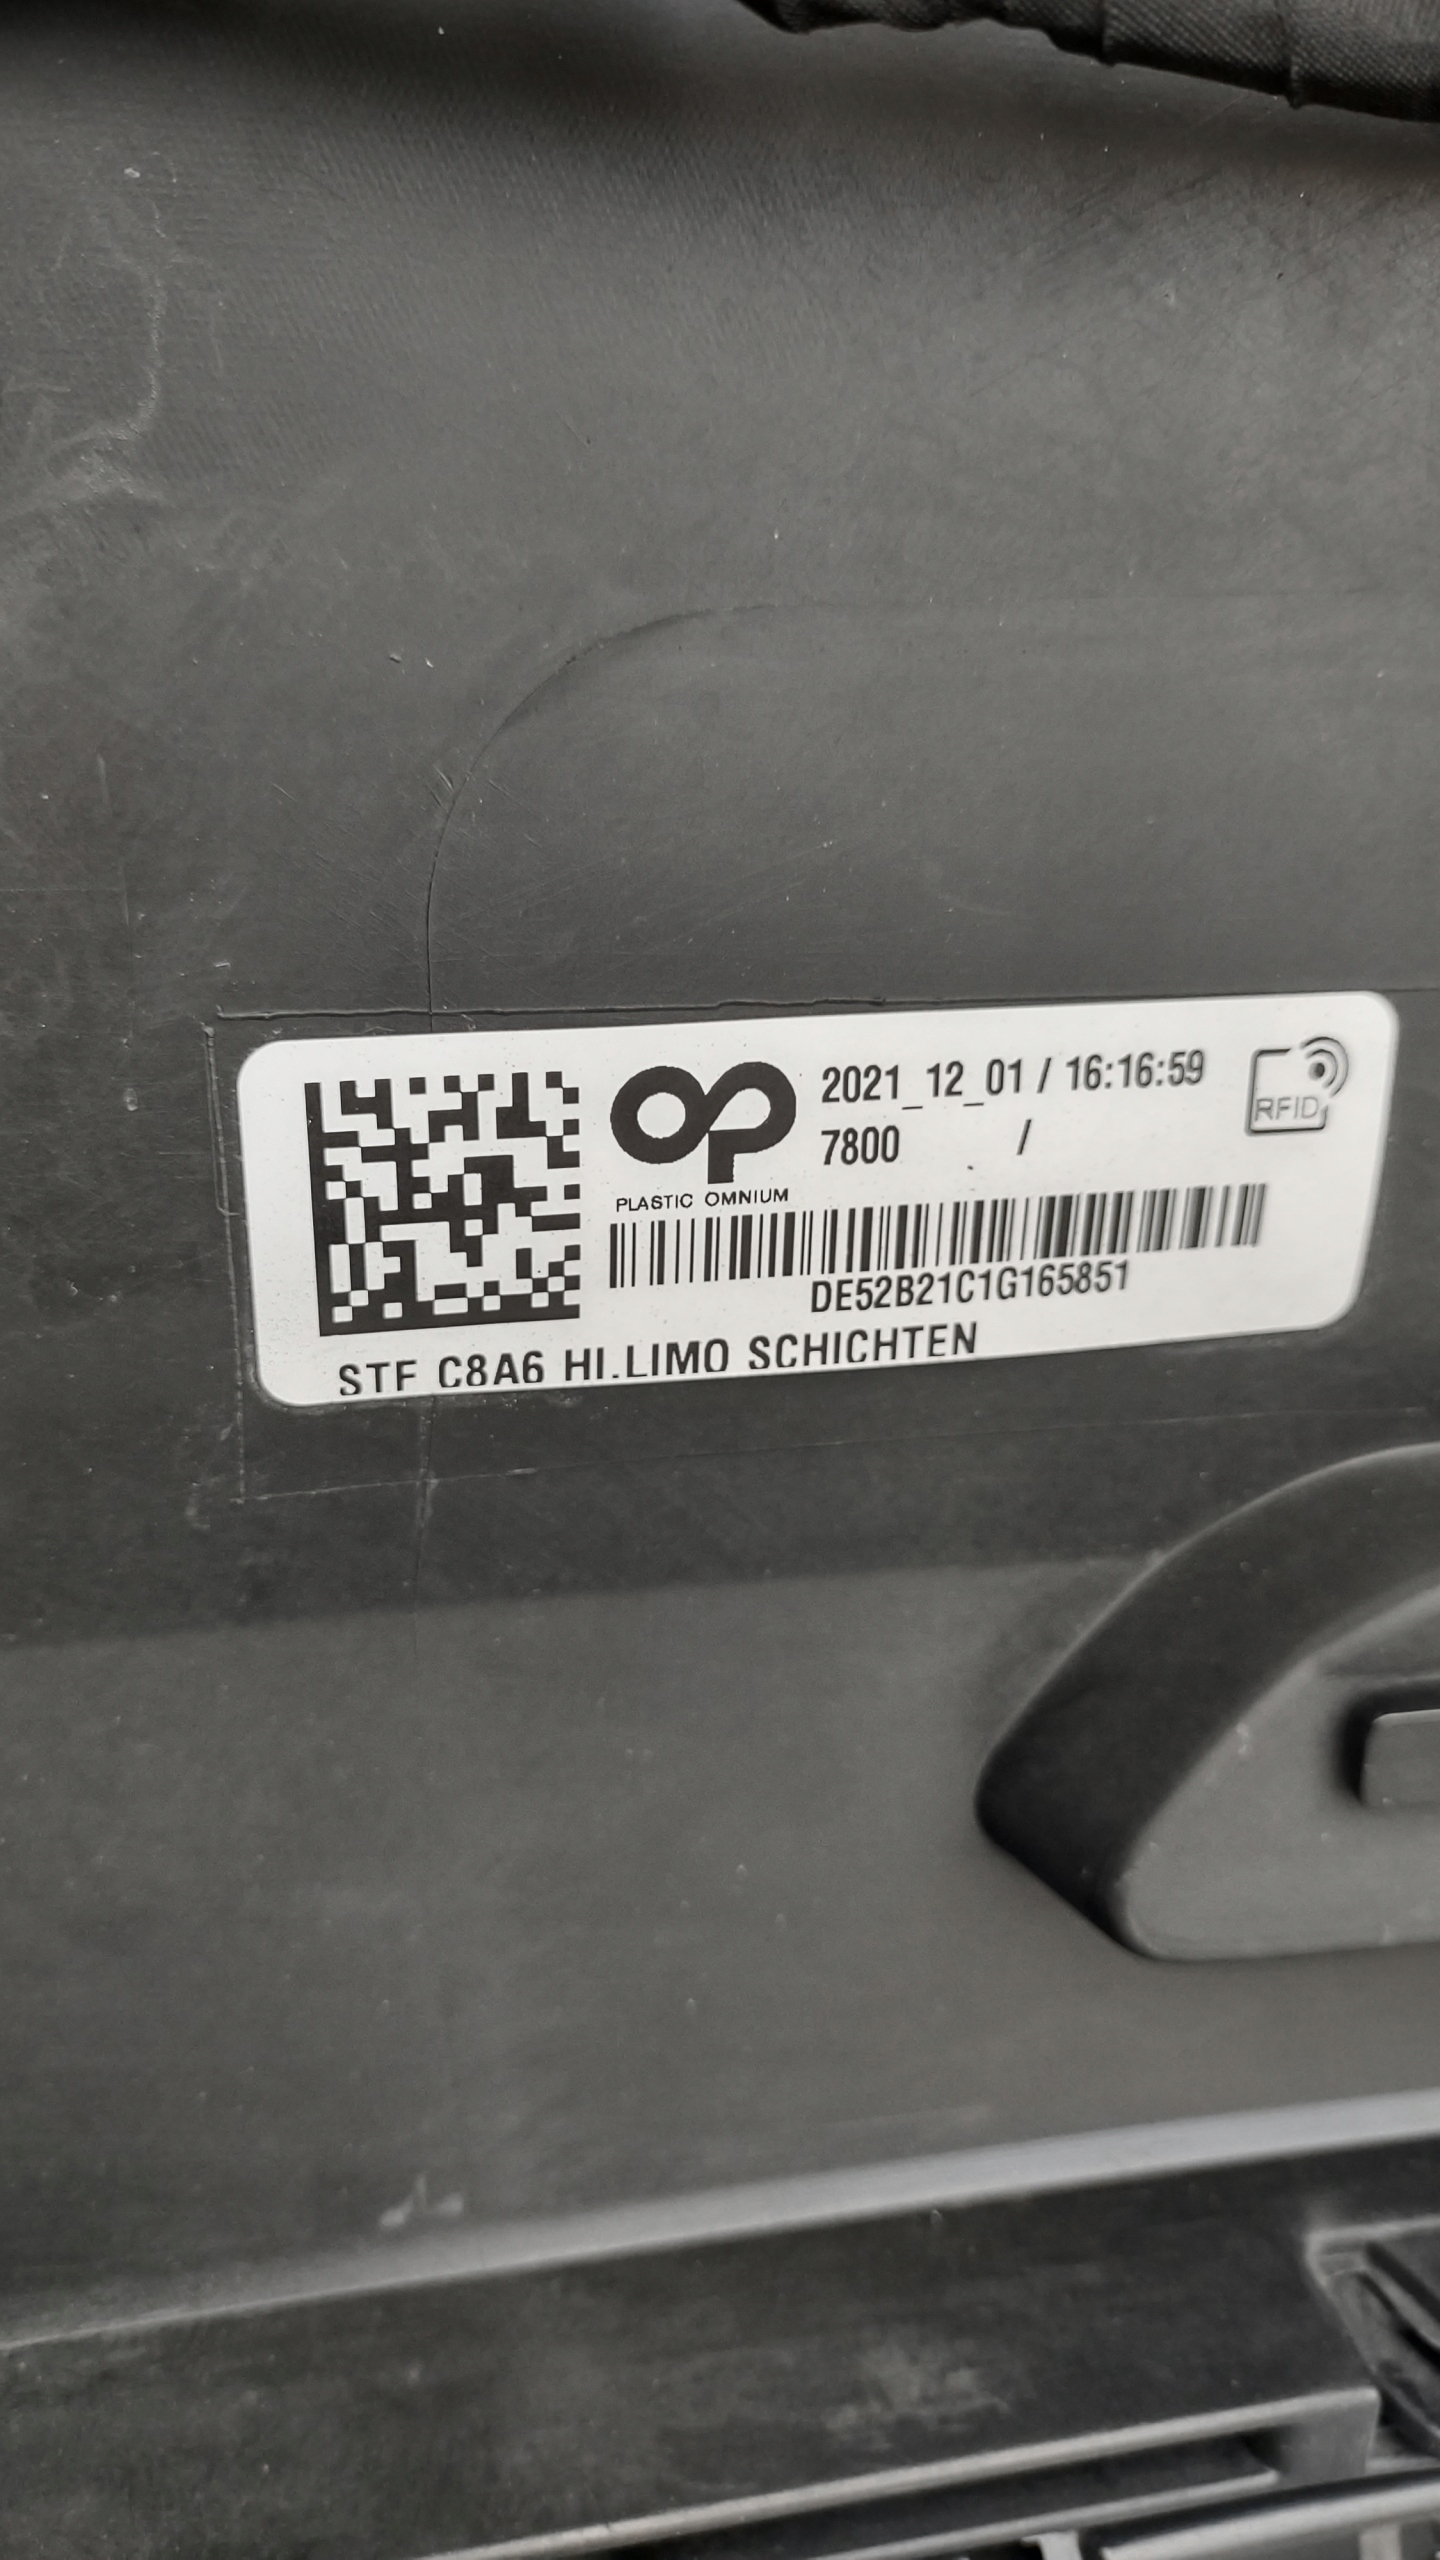 2021_12_01 / 16:16:59
7800 /
RFID
PLASTIC OMNIUM
DE52B21C1G165851
STF C8A6 HI.LIMO SCHICHTEN